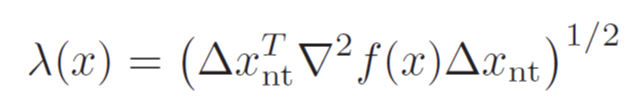 λ(x) = (Δx_nt^T ∇²f(x)Δx_nt)^{1/2}